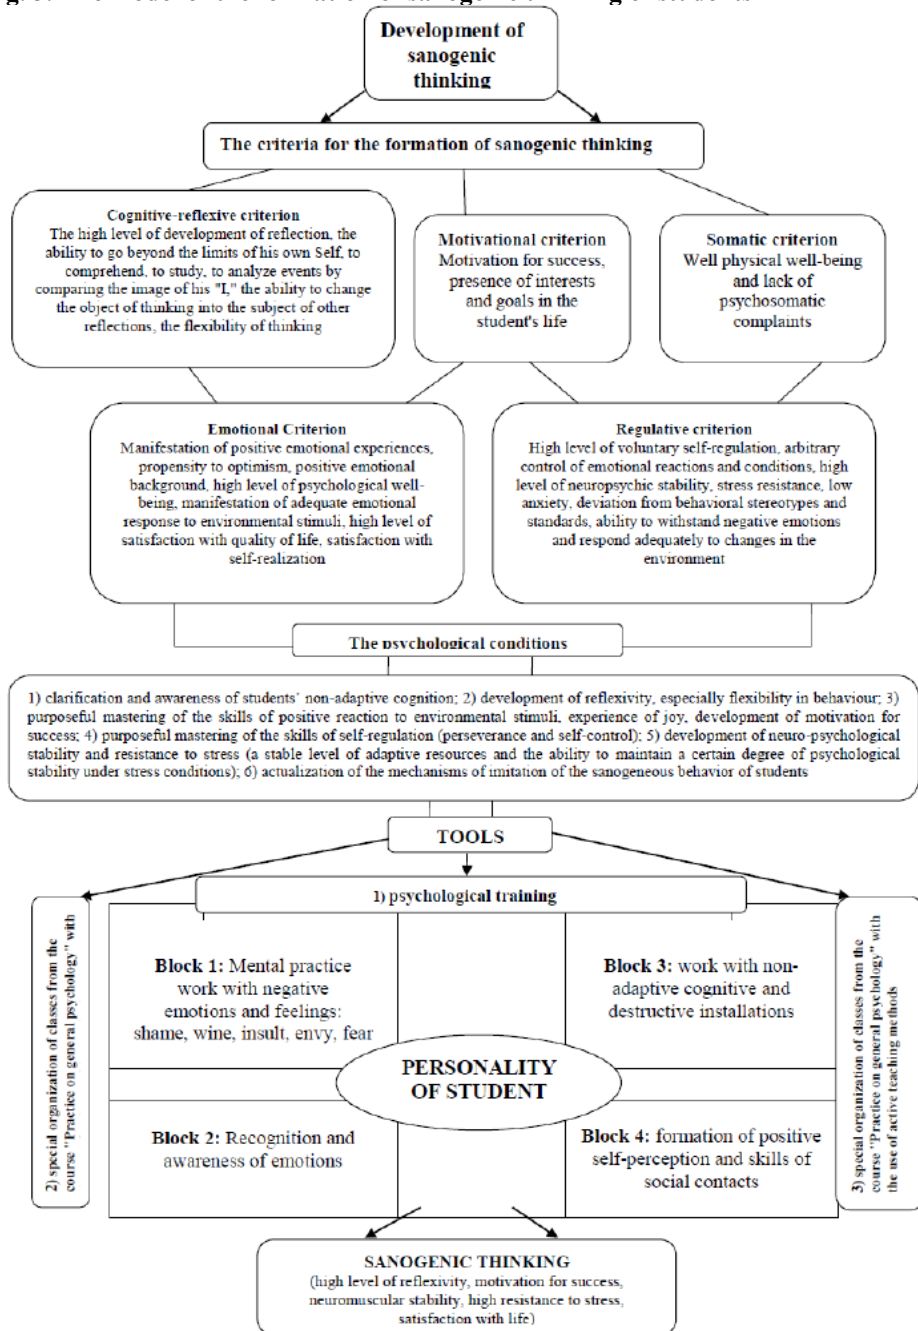 Development of
sanogenic
thinking
The criteria for the formation of sanogenic thinking
Cognitive-reflexive criterion
The high level of development of reflection, the
ability to go beyond the limits of his own Self, to
comprehend, to study, to analyze events by
comparing the image of his "I," the ability to change
the object of thinking into the subject of other
reflections, the flexibility of thinking
Motivational criterion
Motivation for success,
presence of interests
and goals in the
student's life
Somatic criterion
Well physical well-being
and lack of
psychosomatic
complaints
Emotional Criterion
Manifestation of positive emotional experiences,
propensity to optimism, positive emotional
background, high level of psychological well-
being, manifestation of adequate emotional
response to environmental stimuli, high level of
satisfaction with quality of life, satisfaction with
self-realization
Regulative criterion
High level of voluntary self-regulation, arbitrary
control of emotional reactions and conditions, high
level of neuropsychic stability, stress resistance, low
anxiety, deviation from behavioral stereotypes and
standards, ability to withstand negative emotions
and respond adequately to changes in the
environment
The psychological conditions
1) clarification and awareness of students' non-adaptive cognition; 2) development of reflexivity, especially flexibility in behaviour; 3)
purposeful mastering of the skills of positive reaction to environmental stimuli, experience of joy, development of motivation for
success; 4) purposeful mastering of the skills of self-regulation (perseverance and self-control); 5) development of neuro-psychological
stability and resistance to stress (a stable level of adaptive resources and the ability to maintain a certain degree of psychological
stability under stress conditions); 6) actualization of the mechanisms of imitation of the sanogeneous behavior of students
TOOLS
1) psychological training
2) special organization of classes from the
course "Practice on general psychology" with
Block 1: Mental practice
work with negative
emotions and feelings:
shame, wine, insult, envy, fear
Block 3: work with non-
adaptive cognitive and
destructive installations
PERSONALITY
OF STUDENT
Block 2: Recognition and
awareness of emotions
Block 4: formation of positive
self-perception and skills of
social contacts
3) special organization of classes from the
course "Practice on general psychology" with
the use of active teaching methods
SANOGENIC THINKING
(high level of reflexivity, motivation for success,
neuromuscular stability, high resistance to stress,
satisfaction with life)